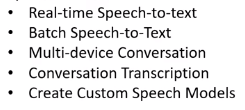 • Real-time Speech-to-text
• Batch Speech-to-Text
• Multi-device Conversation
• Conversation Transcription
• Create Custom Speech Models